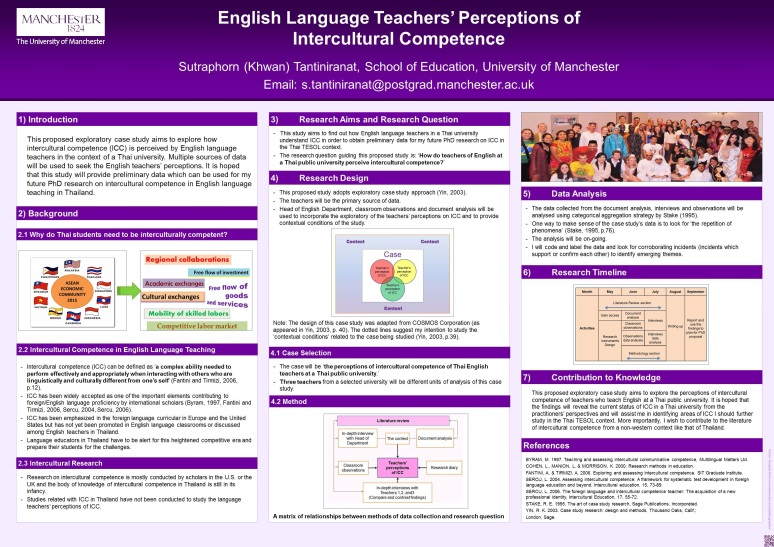 MANCHESTER
1824
The University of Manchester
English Language Teachers' Perceptions of
Intercultural Competence
Sutraphorn (Khwan) Tantiniranat, School of Education, University of Manchester
Email: s.tantiniranat@postgrad.manchester.ac.uk
1) Introduction
This proposed exploratory case study aims to explore how
intercultural competence (ICC) is perceived by English language
teachers in the context of a Thai university. Multiple sources of data
will be used to seek the English teachers' perceptions. It is hoped
that this study will provide preliminary data which can be used for my
future PhD research on intercultural competence in English language
teaching in Thailand.
2) Background
2.1 Why do Thai students need to be interculturally competent?
ASEAN
ECONOMIC
COMMUNITY
2015
PHILIPPINES
MALAYSIA
THAILAND
VIETNAM
LAOS
BRUNEI
CAMBODIA
INDONESIA
Regional collaborations
Free flow of investment
Academic exchanges
Cultural exchanges
Free flow of
goods
and services
Mobility of skilled labors
Competitive labor market
2.2 Intercultural Competence in English Language Teaching
- Intercultural competence (ICC) can be defined as 'a complex ability needed to
perform effectively and appropriately when interacting with others who are
linguistically and culturally different from one's self' (Fantini and Tirmizi, 2006,
p.12).
- ICC has been widely accepted as one of the important elements contributing to
foreign/English language proficiency by international scholars (Byram, 1997, Fantini and
Tirmizi, 2006, Sercu, 2004, Sercu, 2006).
- ICC has been emphasized in the foreign language curricular in Europe and the United
States but has not yet been promoted in English language classrooms or discussed
among English teachers in Thailand.
- Language educators in Thailand have to be alert for this heightened competitive era and
prepare their students for the challenges.
2.3 Intercultural Research
- Research on intercultural competence is mostly conducted by scholars in the U.S. or the
UK and the body of knowledge of intercultural competence in Thailand is still in its
infancy.
- Studies related with ICC in Thailand have not been conducted to study the language
teachers' perceptions of ICC.
3) Research Aims and Research Question
- This study aims to find out how English language teachers in a Thai university
understand ICC in order to obtain preliminary data for my future PhD research on ICC in
the Thai TESOL context.
- The research question guiding this proposed study is: 'How do teachers of English at
a Thai public university perceive intercultural competence?'
4) Research Design
- This proposed study adopts exploratory case study approach (Yin, 2003).
- The teachers will be the primary source of data.
- Head of English Department, classroom observations and document analysis will be
used to incorporate the exploratory of the teachers' perceptions on ICC and to provide
contextual conditions of the study.
Context
Context
Case
Teacher's
perception
of ICC
Teacher's
perception
of ICC
Teacher's
perception
of ICC
Context
Context
Note: The design of this case study was adapted from COSMOS Corporation (as
appeared in Yin, 2003, p. 40). The dotted lines suggest my intention to study the
'contextual conditions' related to the case being studied (Yin, 2003, p.39).
4.1 Case Selection
- The case will be 'the perceptions of intercultural competence of Thai English
teachers at a Thai public university.'
- Three teachers from a selected university will be different units of analysis of this case
study.
4.2 Method
Literature review
In-depth interview
with Head of
Department
The context
Document analysis
Classroom
observations
Teachers'
perceptions
of ICC
Research diary
In-depth interviews with
Teachers 1,2, and3
(Compare and contrast findings)
A matrix of relationships between methods of data collection and research question
5) Data Analysis
- The data collected from the document analysis, interviews and observations will be
analysed using categorical aggregation strategy by Stake (1995).
- One way to make sense of the case study's data is to look for 'the repetition of
phenomena' (Stake, 1995, p.76).
- The analysis will be on-going.
- I will code and label the data and look for corroborating incidents (incidents which
support or confirm each other) to identify emerging themes.
6) Research Timeline
Month May June July August September
Literature Review section
Activities
Gain access
Document
analysis
Classroom
observations
Interviews
Research
instruments
Design
Observations
data analysis
Interviews
data
analysis
Writing up
Report and
use the
findings to
plan for PhD
proposal
Methodology section
7) Contribution to Knowledge
This proposed exploratory case study aims to explore the perceptions of intercultural
competence of teachers who teach English at a Thai public university. It is hoped that
the findings will reveal the current status of ICC in a Thai university from the
practitioners' perspectives and will assist me in identifying areas of ICC I should further
study in the Thai TESOL context. More importantly, I wish to contribute to the literature
of intercultural competence from a non-western context like that of Thailand.
References
BYRAM, M. 1997. Teaching and assessing intercultural communicative competence, Multilingual Matters Ltd.
COHEN, L., MANION, L. & MORRISON, K. 2000. Research methods in education.
FANTINI, A. & TIRMIZI, A. 2006. Exploring and assessing intercultural competence. SIT Graduate Institute.
SERCU, L. 2004. Assessing intercultural competence: A framework for systematic test development in foreign
language education and beyond. Intercultural education, 15, 73-89.
SERCU, L. 2006. The foreign language and intercultural competence teacher: The acquisition of a new
professional identity. Intercultural Education, 17, 55-72.
STAKE, R. E. 1995. The art of case study research, Sage Publications, Incorporated.
YIN, R. K. 2003. Case study research: design and methods. Thousand Oaks, Calif.;
London, Sage.